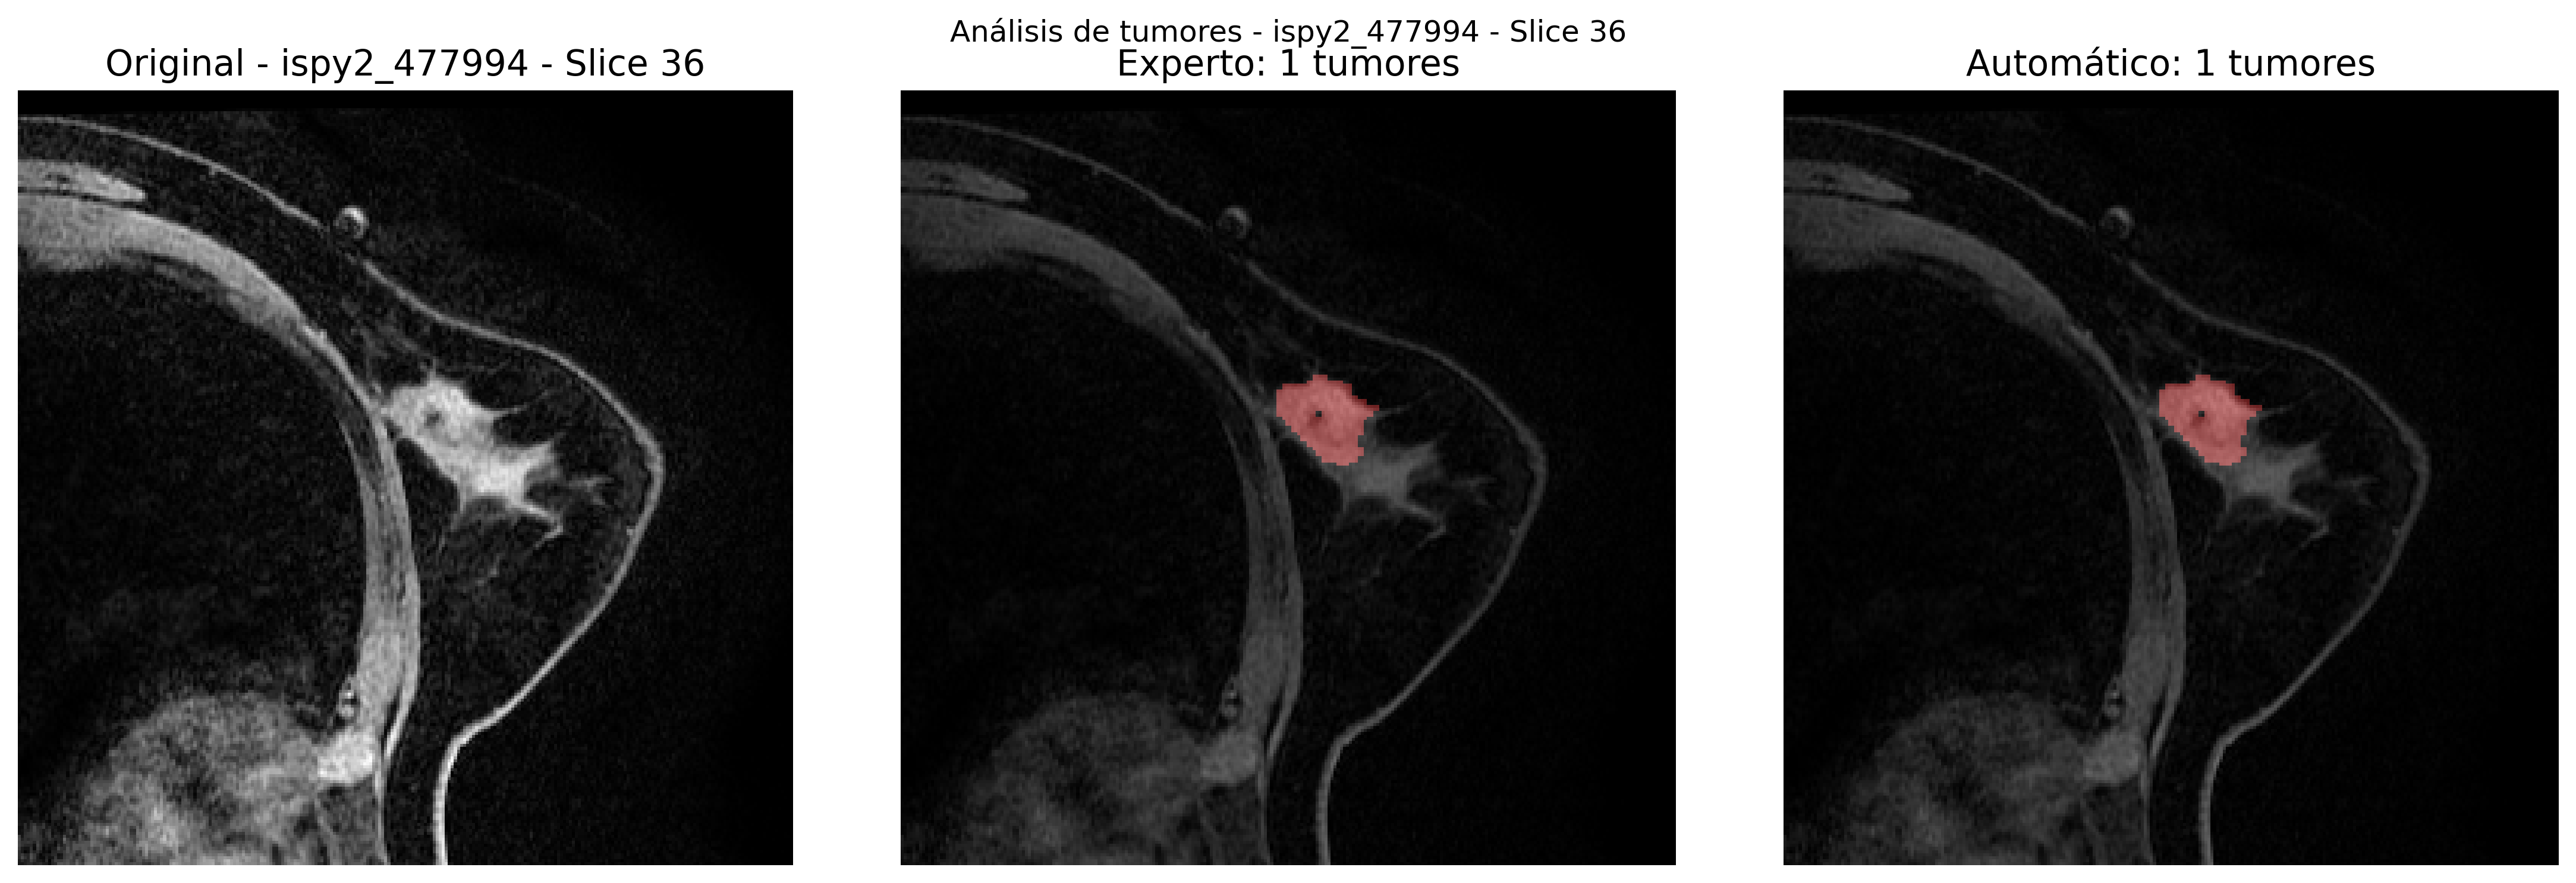 Análisis de tumores - ispy2_477994 - Slice 36
Original - ispy2_477994 - Slice 36
Experto: 1 tumores
Automático: 1 tumores